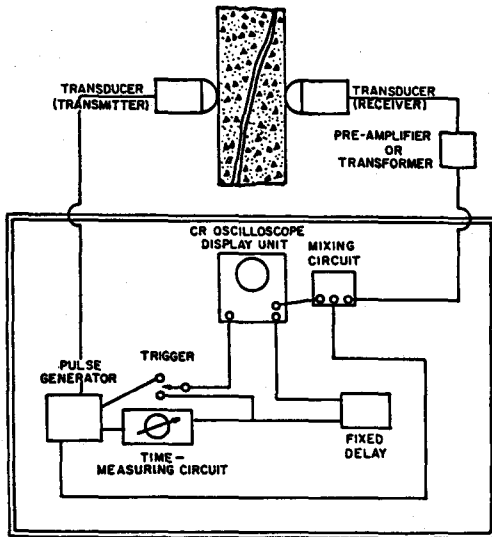 TRANSDUCER
(TRANSMITTER)
TRANSDUCER
(RECEIVER)
PRE-AMPLIFIER
OR
TRANSFORMER
CR OSCILLOSCOPE
DISPLAY UNIT
MIXING
CIRCUIT
PULSE
GENERATOR
TRIGGER
TIME-
MEASURING CIRCUIT
FIXED
DELAY